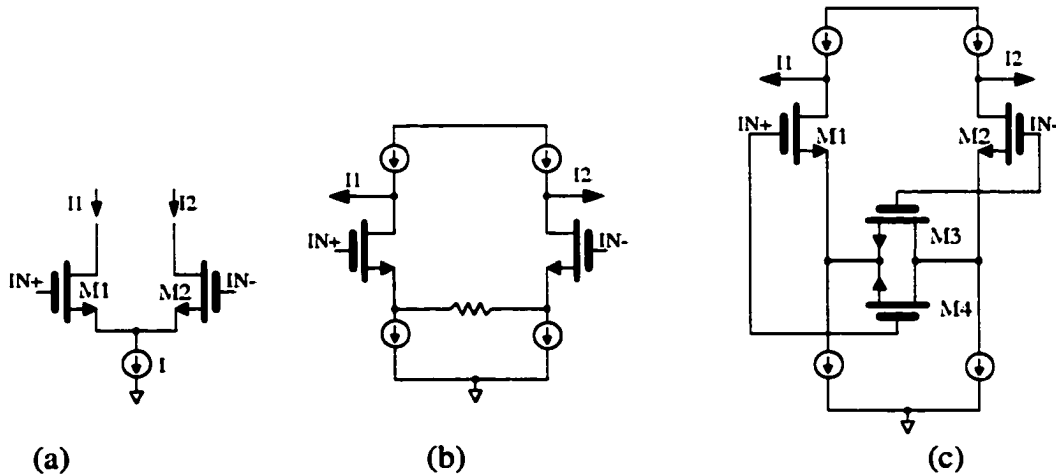 I1
I2
IN+
M1
M2
IN-
I
(a)
I1
I2
IN+
IN-
(b)
I1
I2
IN+
M1
M2
IN-
M3
M4
(c)